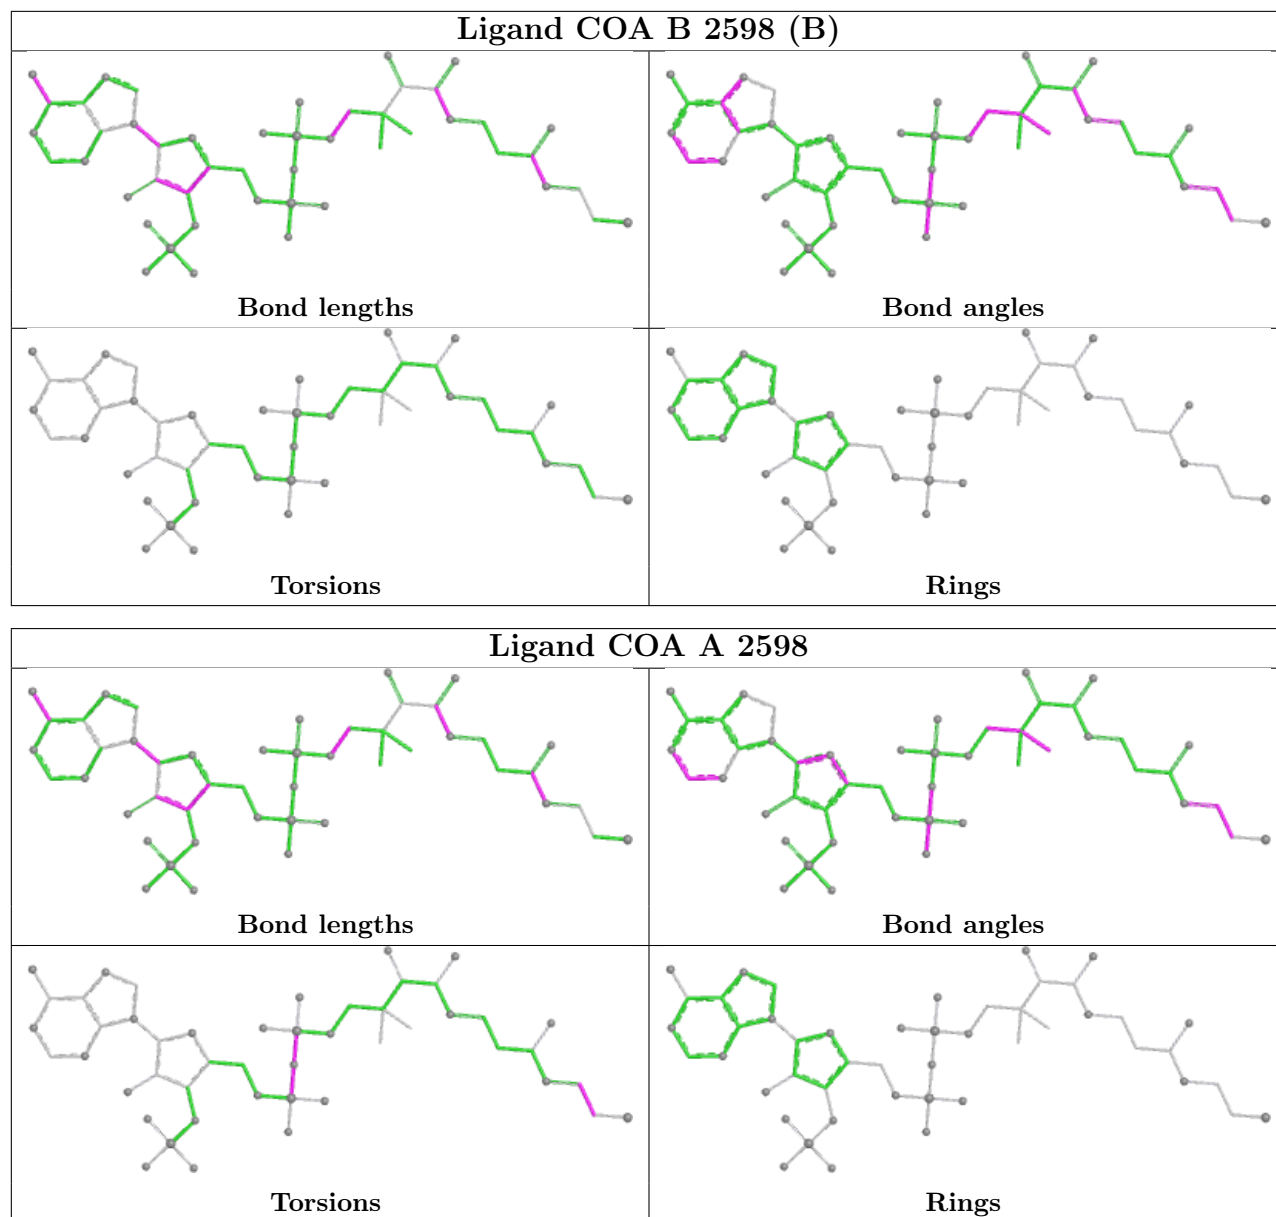 Ligand COA B 2598 (B)
Bond lengths
Bond angles
Torsions
Rings
Ligand COA A 2598
Bond lengths
Bond angles
Torsions
Rings